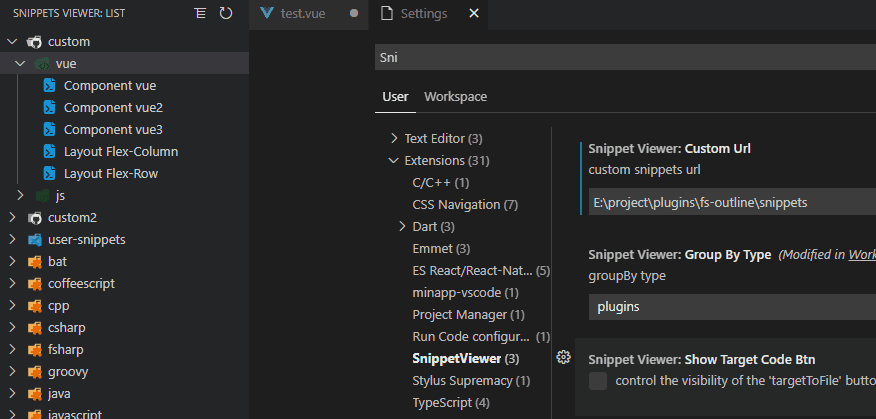 SNIPPETS VIEWER: LIST
custom
vue
Component vue
Component vue2
Component vue3
Layout Flex-Column
Layout Flex-Row
js
custom2
user-snippets
bat
coffeescript
cpp
csharp
fsharp
groovy
java
javascript
test.vue
Settings
Sni
User
Workspace
Text Editor (3)
Extensions (31)
C/C++ (1)
CSS Navigation (7)
Dart (3)
Emmet (3)
ES React/React-Nat... (5)
minapp-vscode (1)
Project Manager (1)
Run Code configur... (1)
SnippetViewer (3)
Stylus Supremacy (1)
TypeScript (4)
Snippet Viewer: Custom Url
custom snippets url
E:\project\plugins\fs-outline\snippets
Snippet Viewer: Group By Type (Modified in Work
groupBy type
plugins
Snippet Viewer: Show Target Code Btn
control the visibility of the 'targetToFile' butto